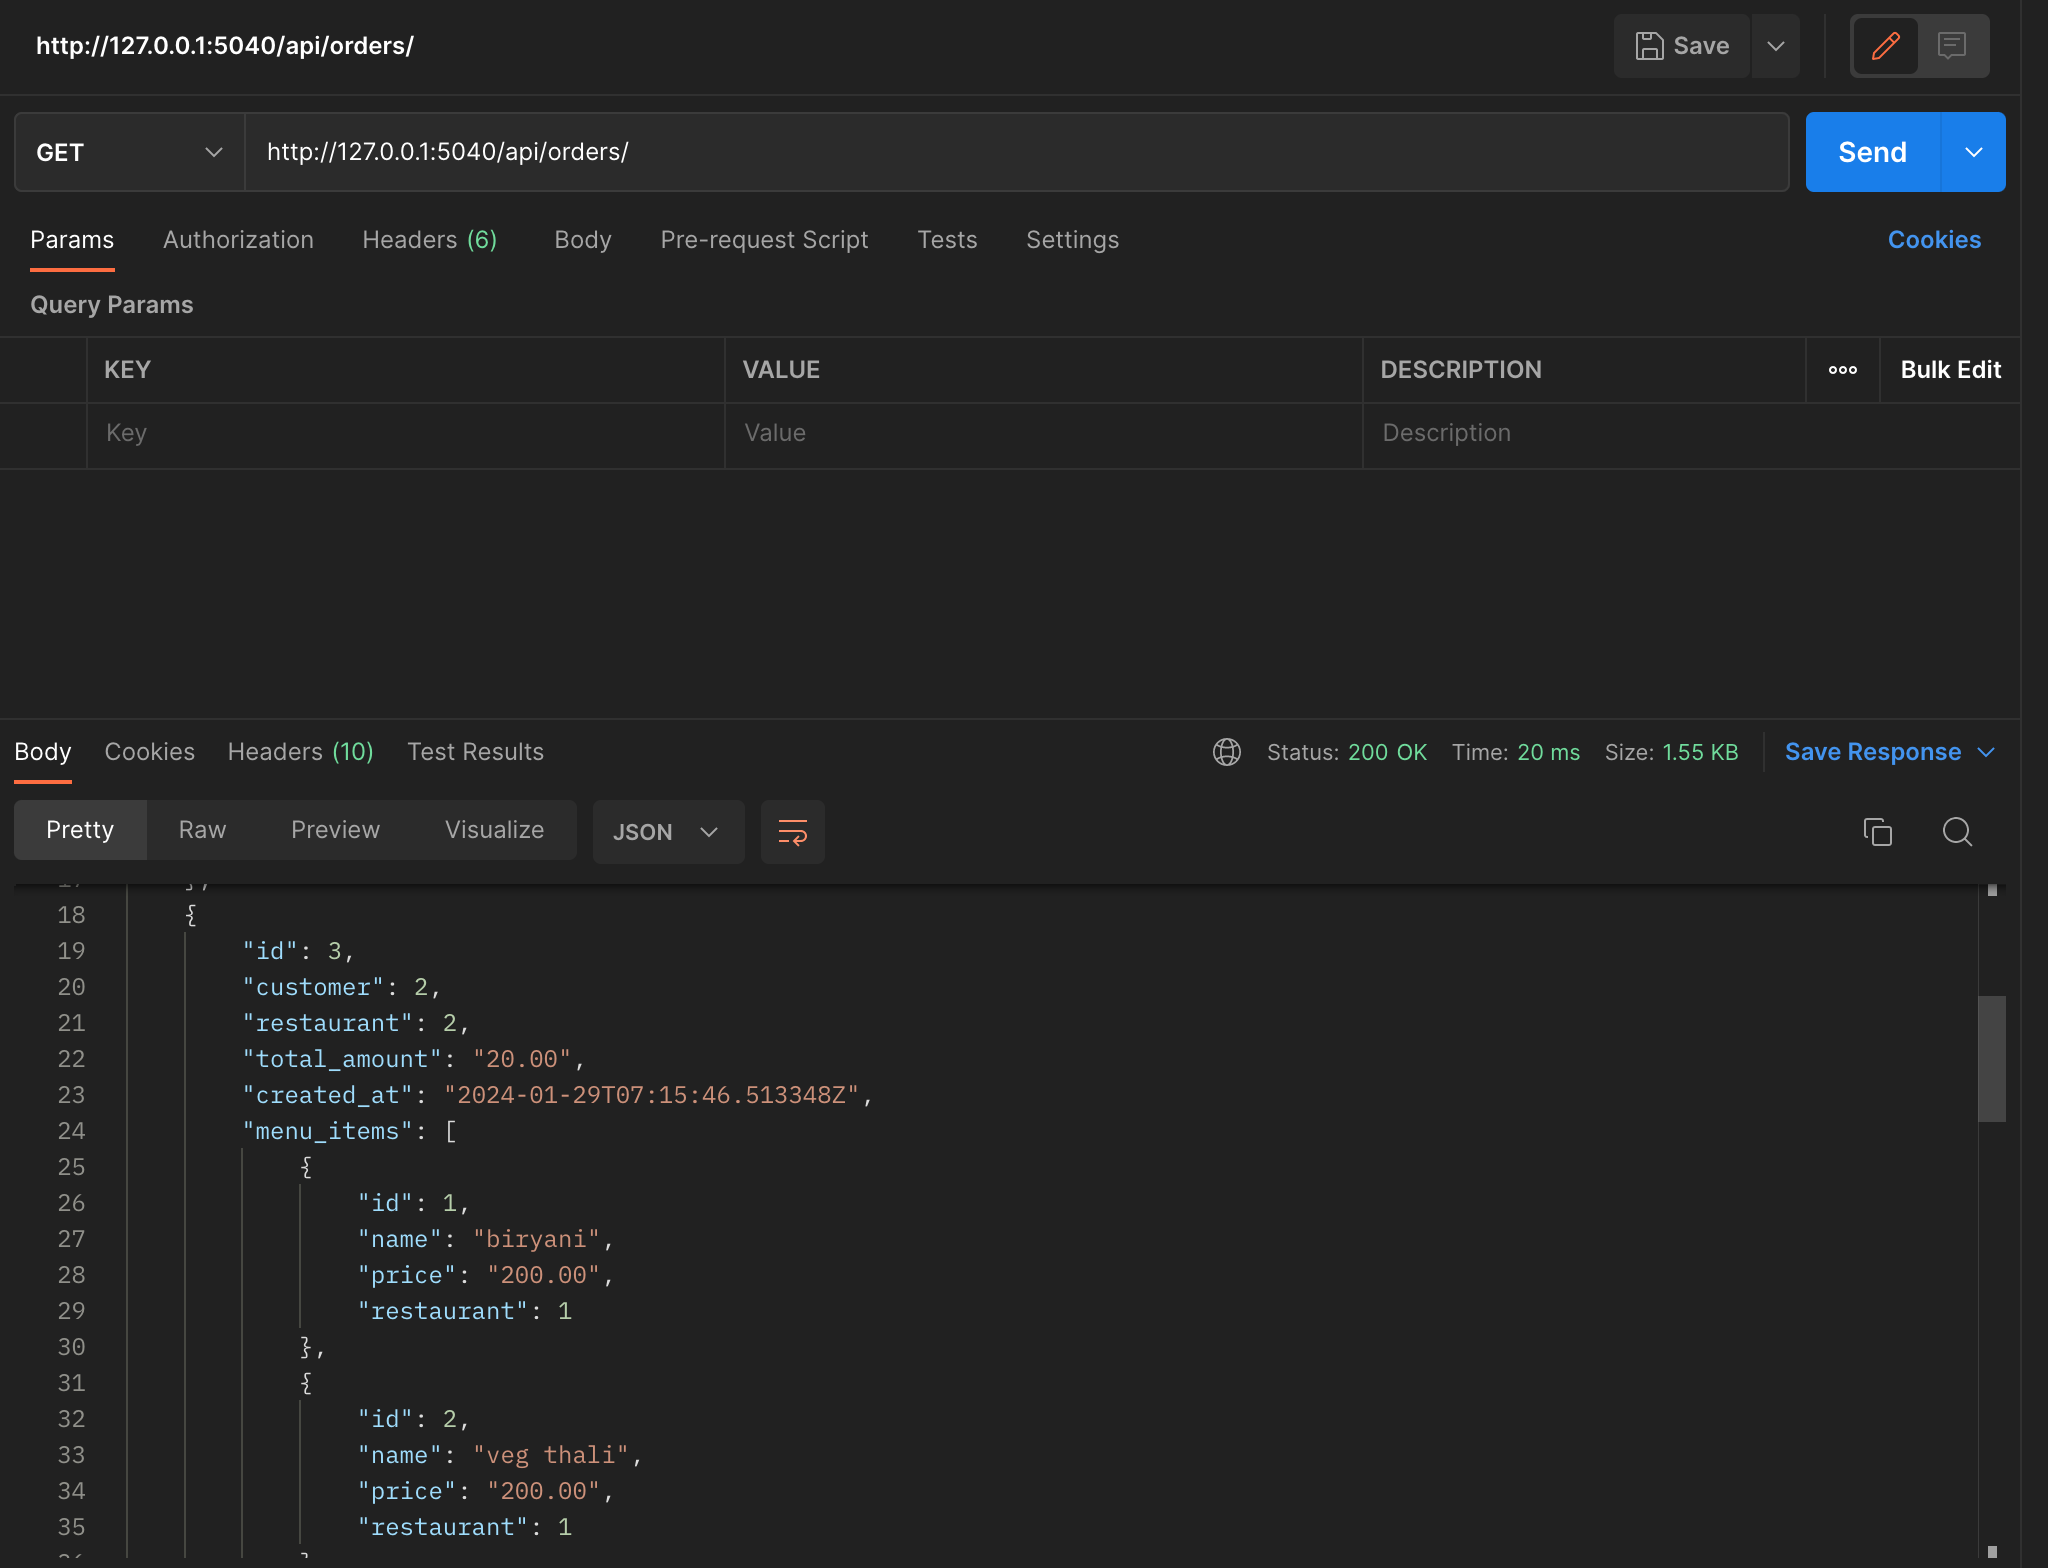 http://127.0.0.1:5040/api/orders/
Save
GET
http://127.0.0.1:5040/api/orders/
Send
Params Authorization Headers (6) Body Pre-request Script Tests Settings Cookies
Query Params
KEY VALUE DESCRIPTION Bulk Edit
Key Value Description
Body Cookies Headers (10) Test Results Status: 200 OK Time: 20 ms Size: 1.55 KB Save Response
Pretty Raw Preview Visualize JSON
18 {
19 "id": 3,
20 "customer": 2,
21 "restaurant": 2,
22 "total_amount": "20.00",
23 "created_at": "2024-01-29T07:15:46.513348Z",
24 "menu_items": [
25 {
26 "id": 1,
27 "name": "biryani",
28 "price": "200.00",
29 "restaurant": 1
30 },
31 {
32 "id": 2,
33 "name": "veg thali",
34 "price": "200.00",
35 "restaurant": 1